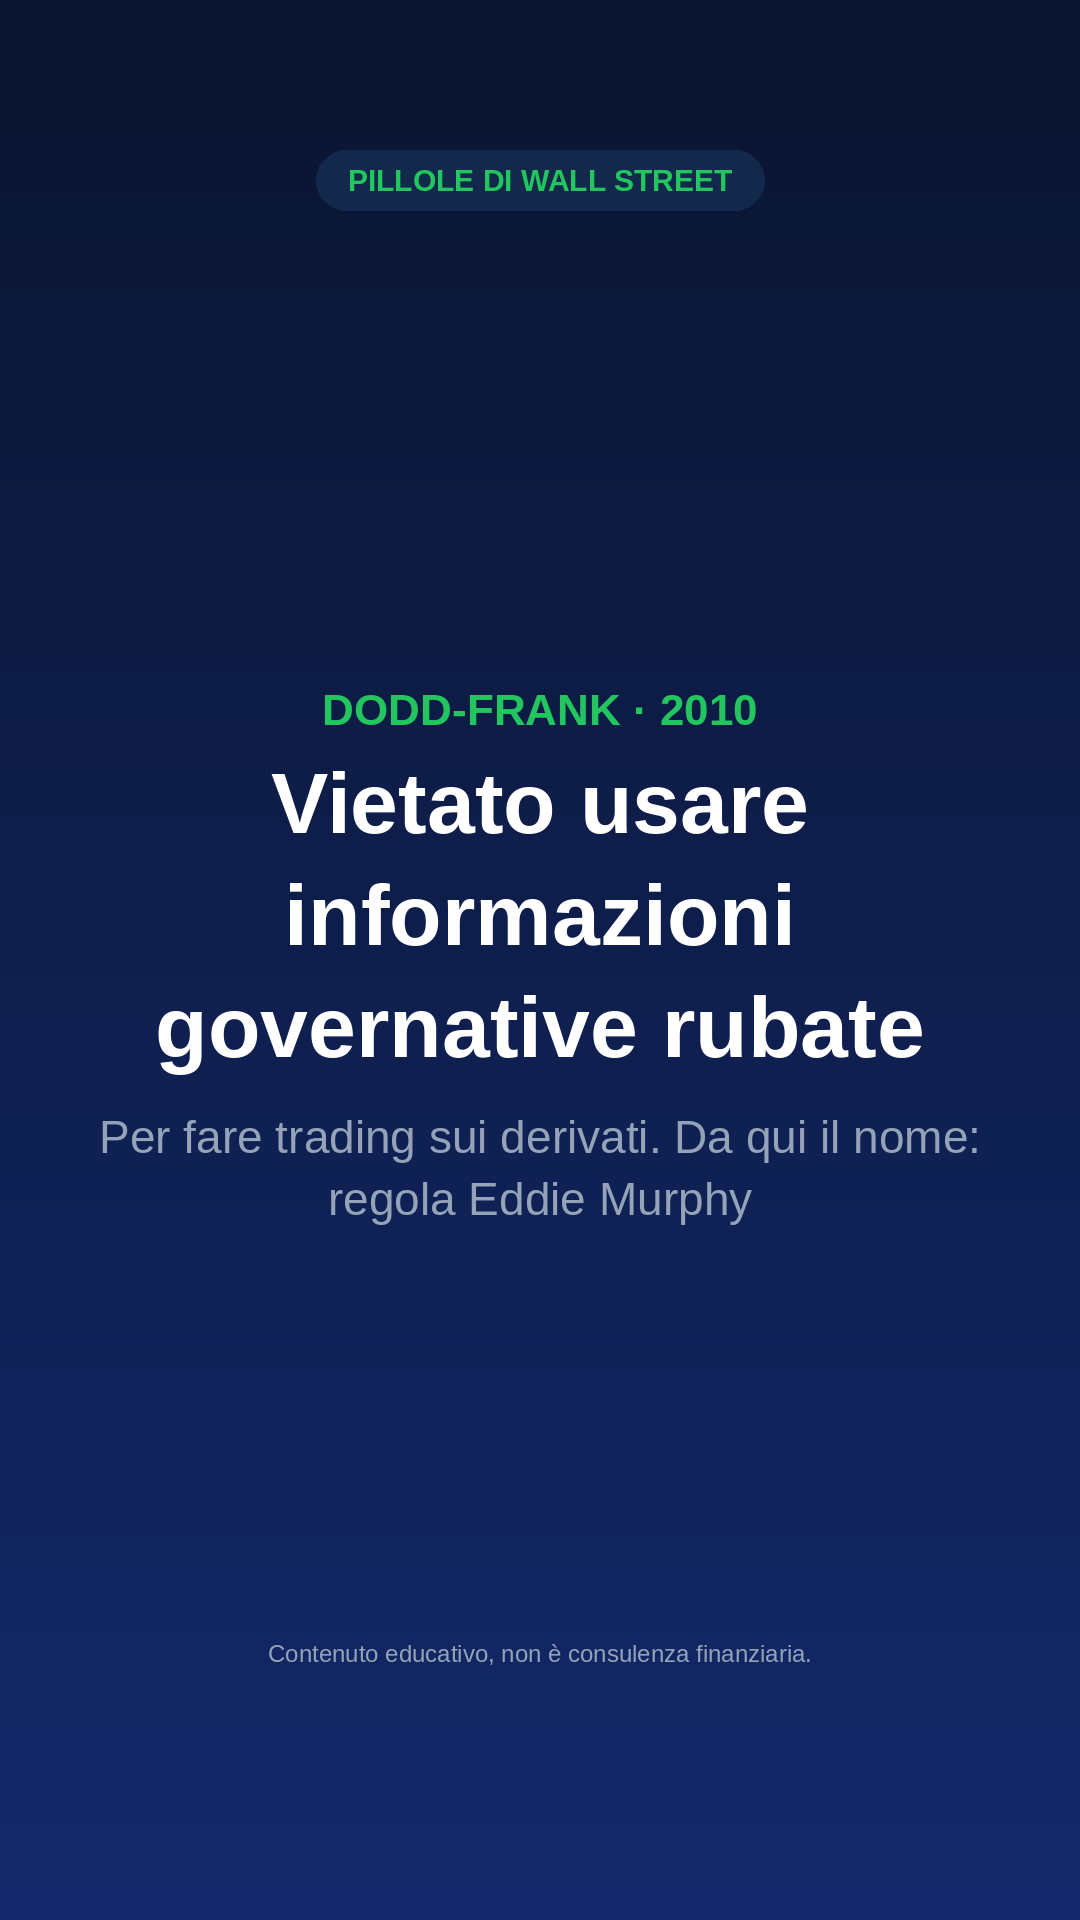 PILLOLE DI WALL STREET
DODD-FRANK · 2010
Vietato usare
informazioni
governative rubate
Per fare trading sui derivati. Da qui il nome:
regola Eddie Murphy
Contenuto educativo, non è consulenza finanziaria.